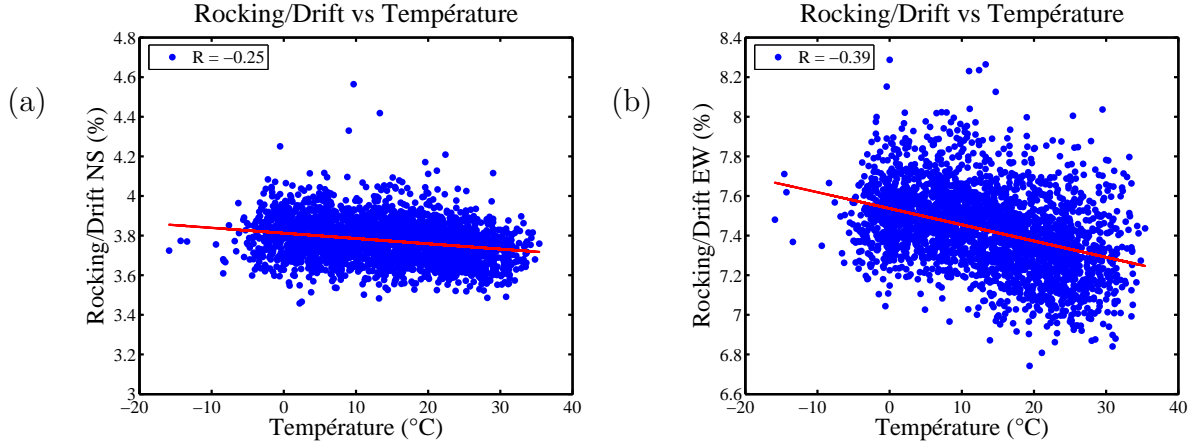 Rocking/Drift vs Température
(a)
Rocking/Drift NS (%)
4.8
4.6
4.4
4.2
4
3.8
3.6
3.4
3.2
3
R = −0.25
−20 −10 0 10 20 30 40
Température (°C)
Rocking/Drift vs Température
(b)
Rocking/Drift EW (%)
8.4
8.2
8
7.8
7.6
7.4
7.2
7
6.8
6.6
R = −0.39
−20 −10 0 10 20 30 40
Température (°C)